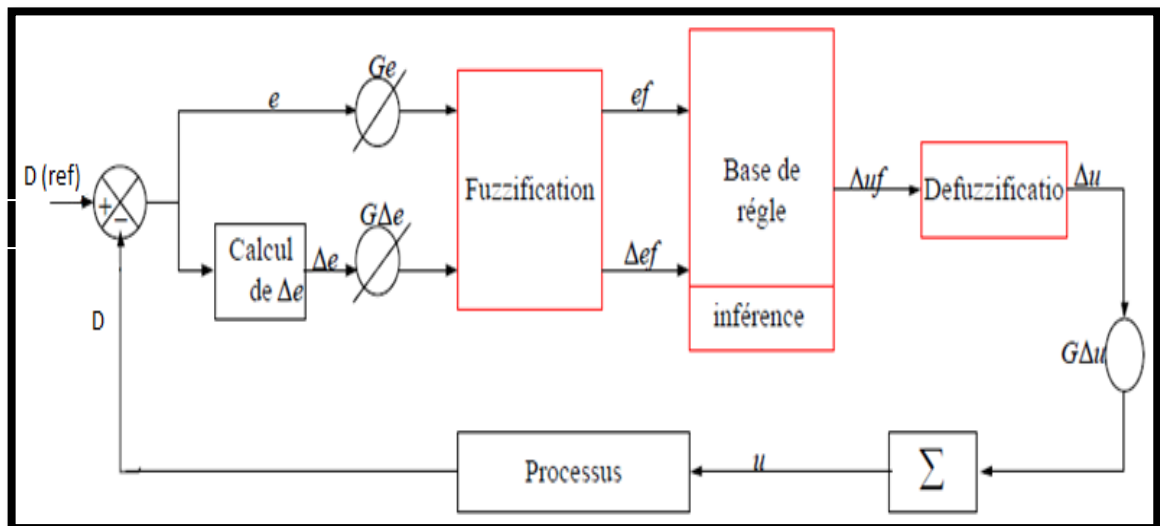 Ge
e
ef
D (ref)
+
−
Fuzzification
Base de
régle
Δuf
Defuzzificatio
Δu
GΔe
Calcul
de Δe
Δe
Δef
inférence
D
GΔu
Processus
u
Σ